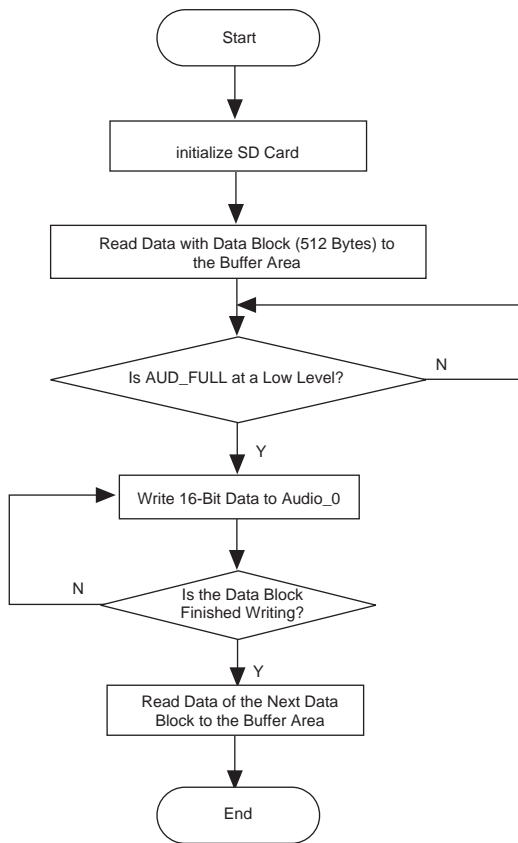 Start
initialize SD Card
Read Data with Data Block (512 Bytes) to
the Buffer Area
Is AUD_FULL at a Low Level?
N
Y
Write 16-Bit Data to Audio_0
N
Is the Data Block
Finished Writing?
Y
Read Data of the Next Data
Block to the Buffer Area
End